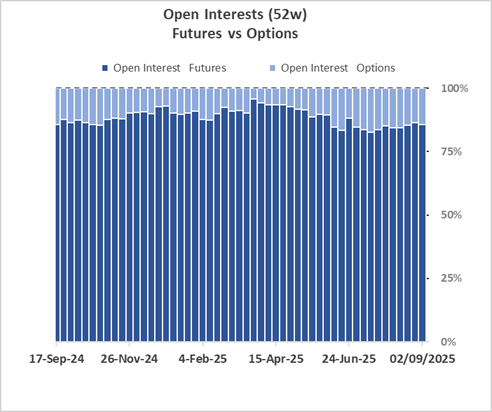 Open Interests (52w)
Futures vs Options
Open Interest Futures Open Interest Options
100%
75%
50%
25%
0%
17-Sep-24 26-Nov-24 4-Feb-25 15-Apr-25 24-Jun-25 02/09/2025